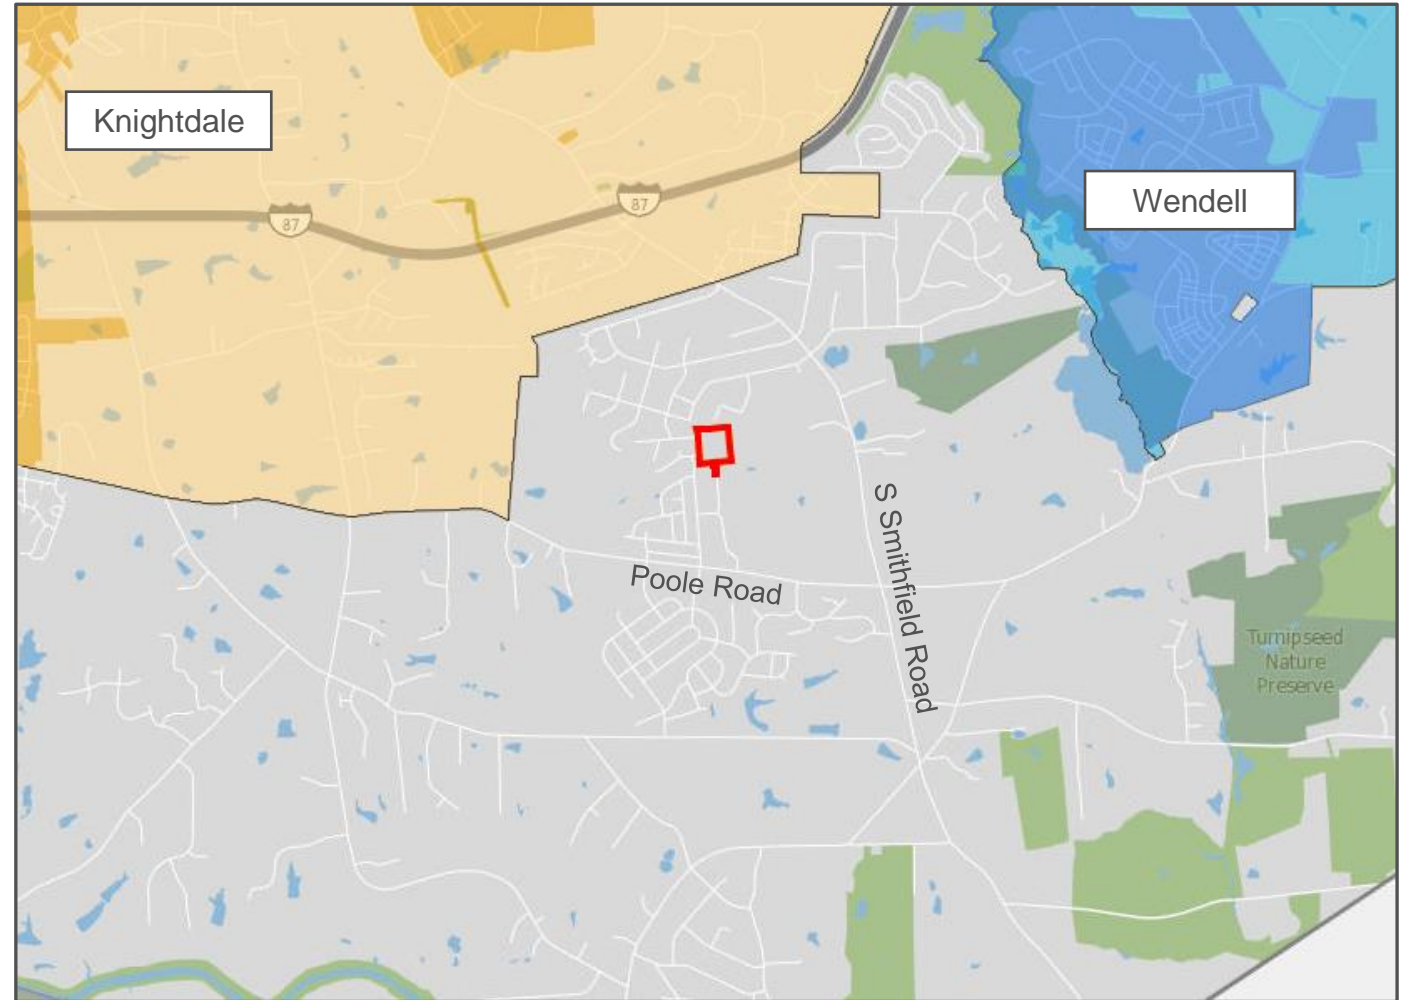 Knightdale
Wendell
87
87
Poole Road
S Smithfield Road
Turnipseed
Nature
Preserve